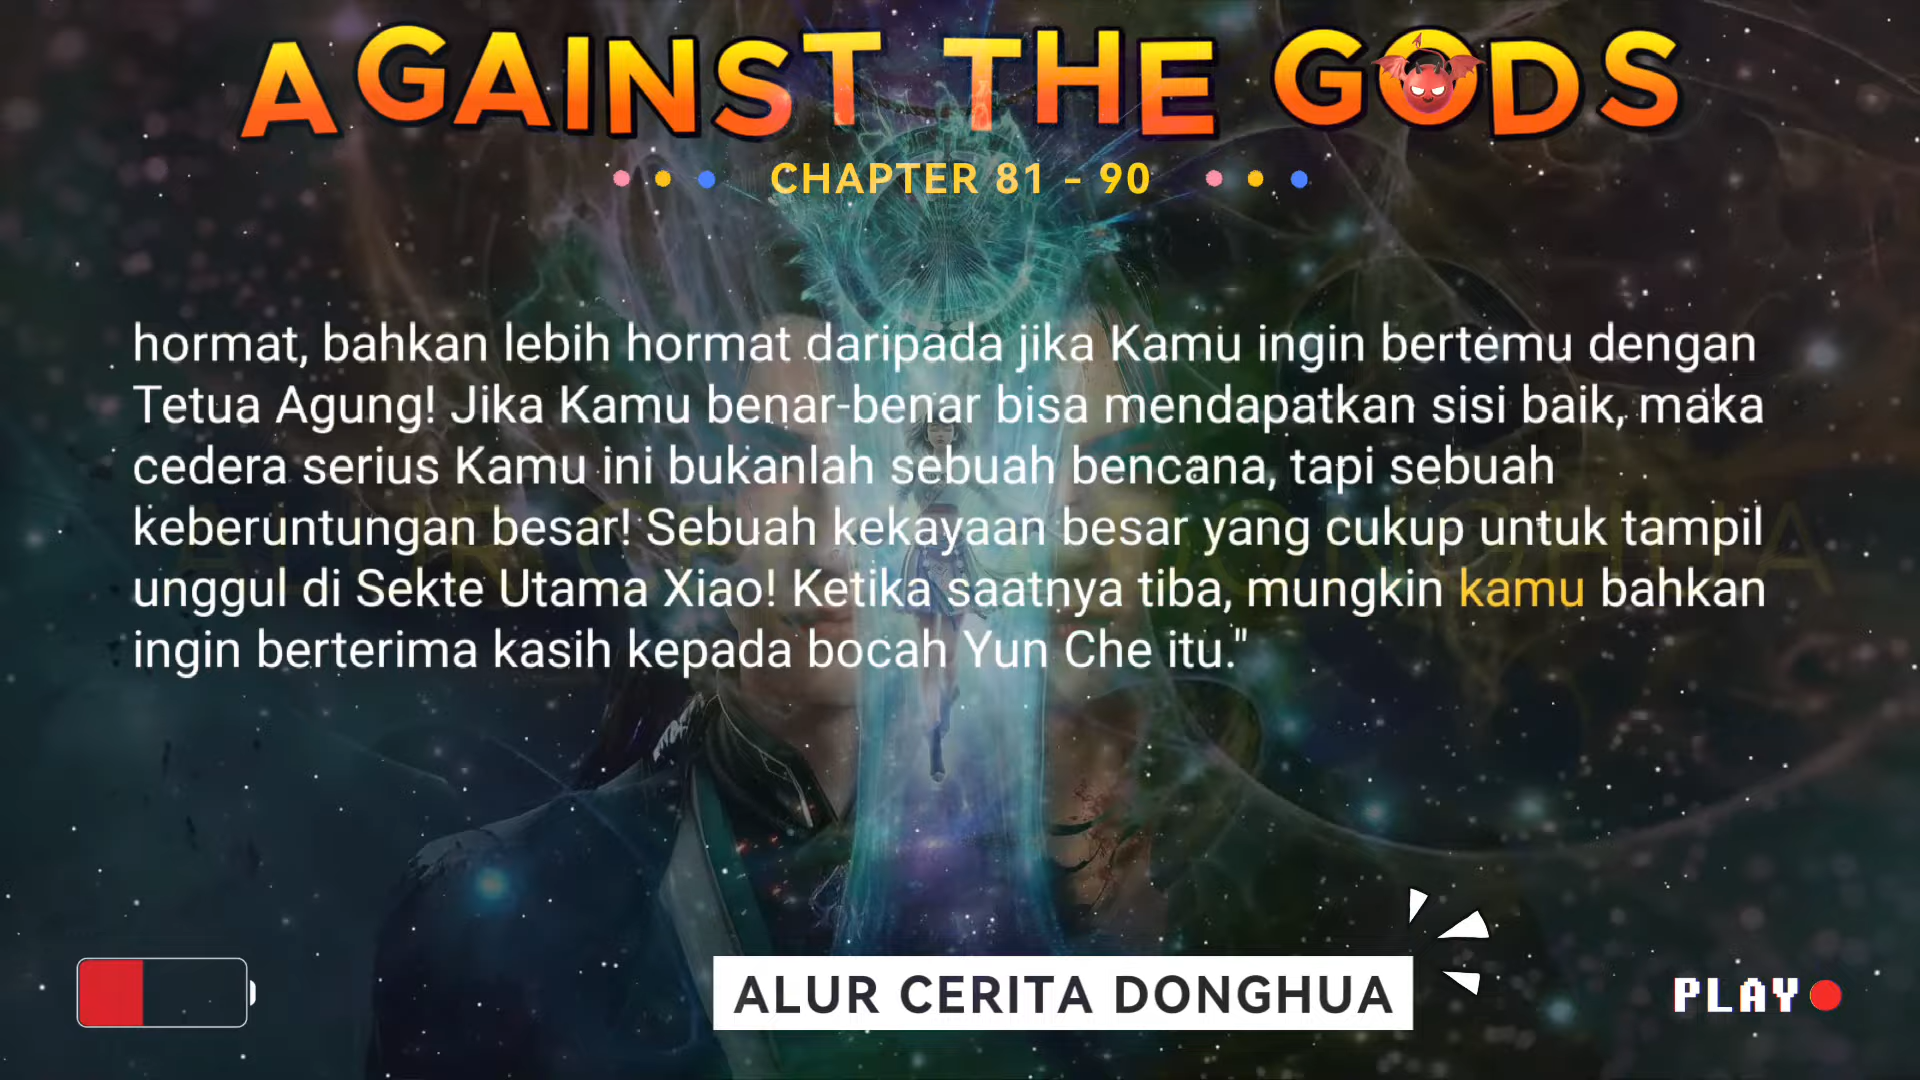 AGAINST THE GODS
CHAPTER 81 - 90
hormat, bahkan lebih hormat daripada jika Kamu ingin bertemu dengan
Tetua Agung! Jika Kamu benar-benar bisa mendapatkan sisi baik, maka
cedera serius Kamu ini bukanlah sebuah bencana, tapi sebuah
keberuntungan besar! Sebuah kekayaan besar yang cukup untuk tampil
unggul di Sekte Utama Xiao! Ketika saatnya tiba, mungkin kamu bahkan
ingin berterima kasih kepada bocah Yun Che itu."
ALUR CERITA DONGHUA
PLAY